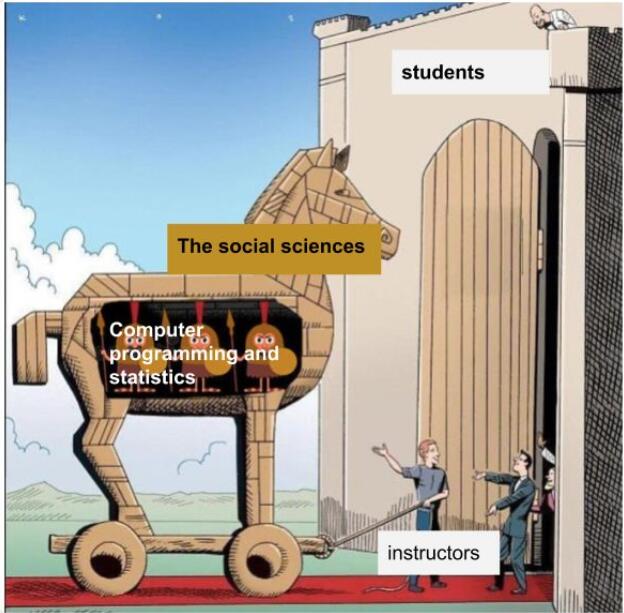 students
The social sciences
Computer
programming and
statistics
instructors